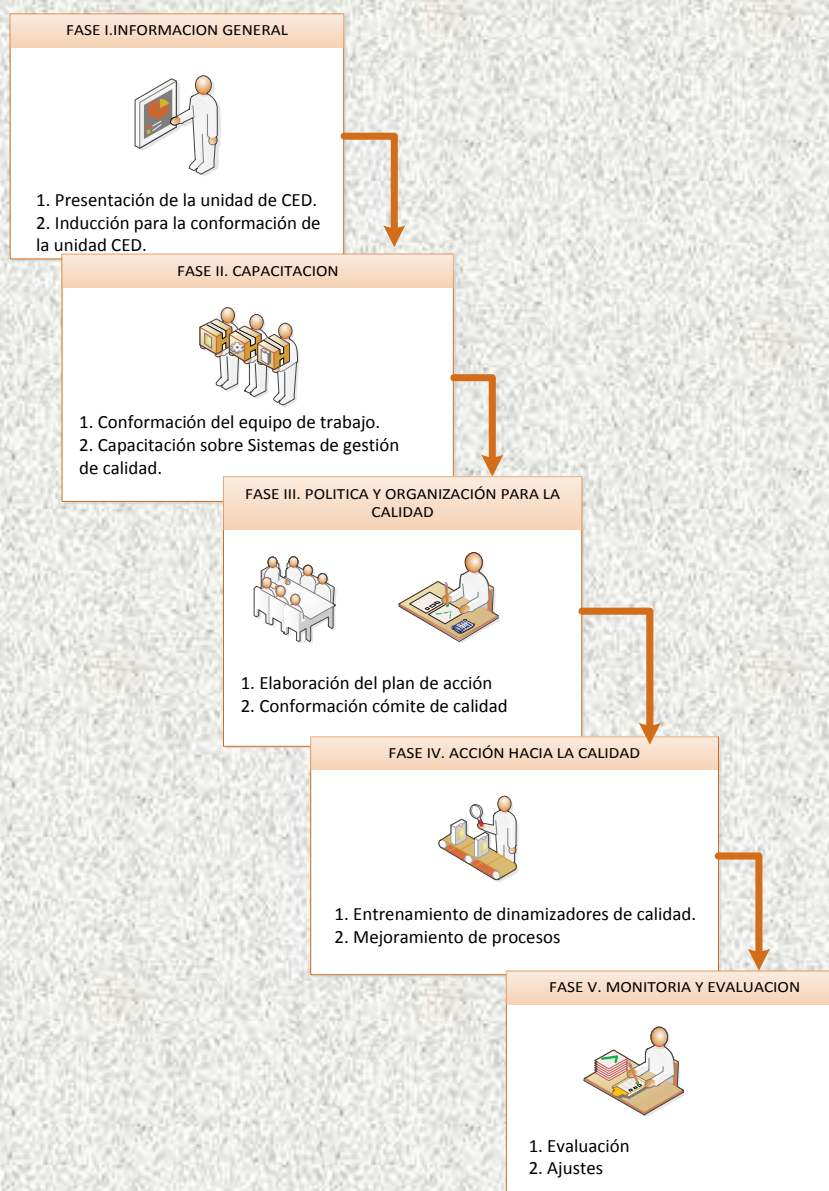 FASE I.INFORMACION GENERAL
1. Presentación de la unidad de CED.
2. Inducción para la conformación de
la unidad CED.
FASE II. CAPACITACION
1. Conformación del equipo de trabajo.
2. Capacitación sobre Sistemas de gestión
de calidad.
FASE III. POLITICA Y ORGANIZACIÓN PARA LA
CALIDAD
1. Elaboración del plan de acción
2. Conformación cómite de calidad
FASE IV. ACCIÓN HACIA LA CALIDAD
1. Entrenamiento de dinamizadores de calidad.
2. Mejoramiento de procesos
FASE V. MONITORIA Y EVALUACION
1. Evaluación
2. Ajustes